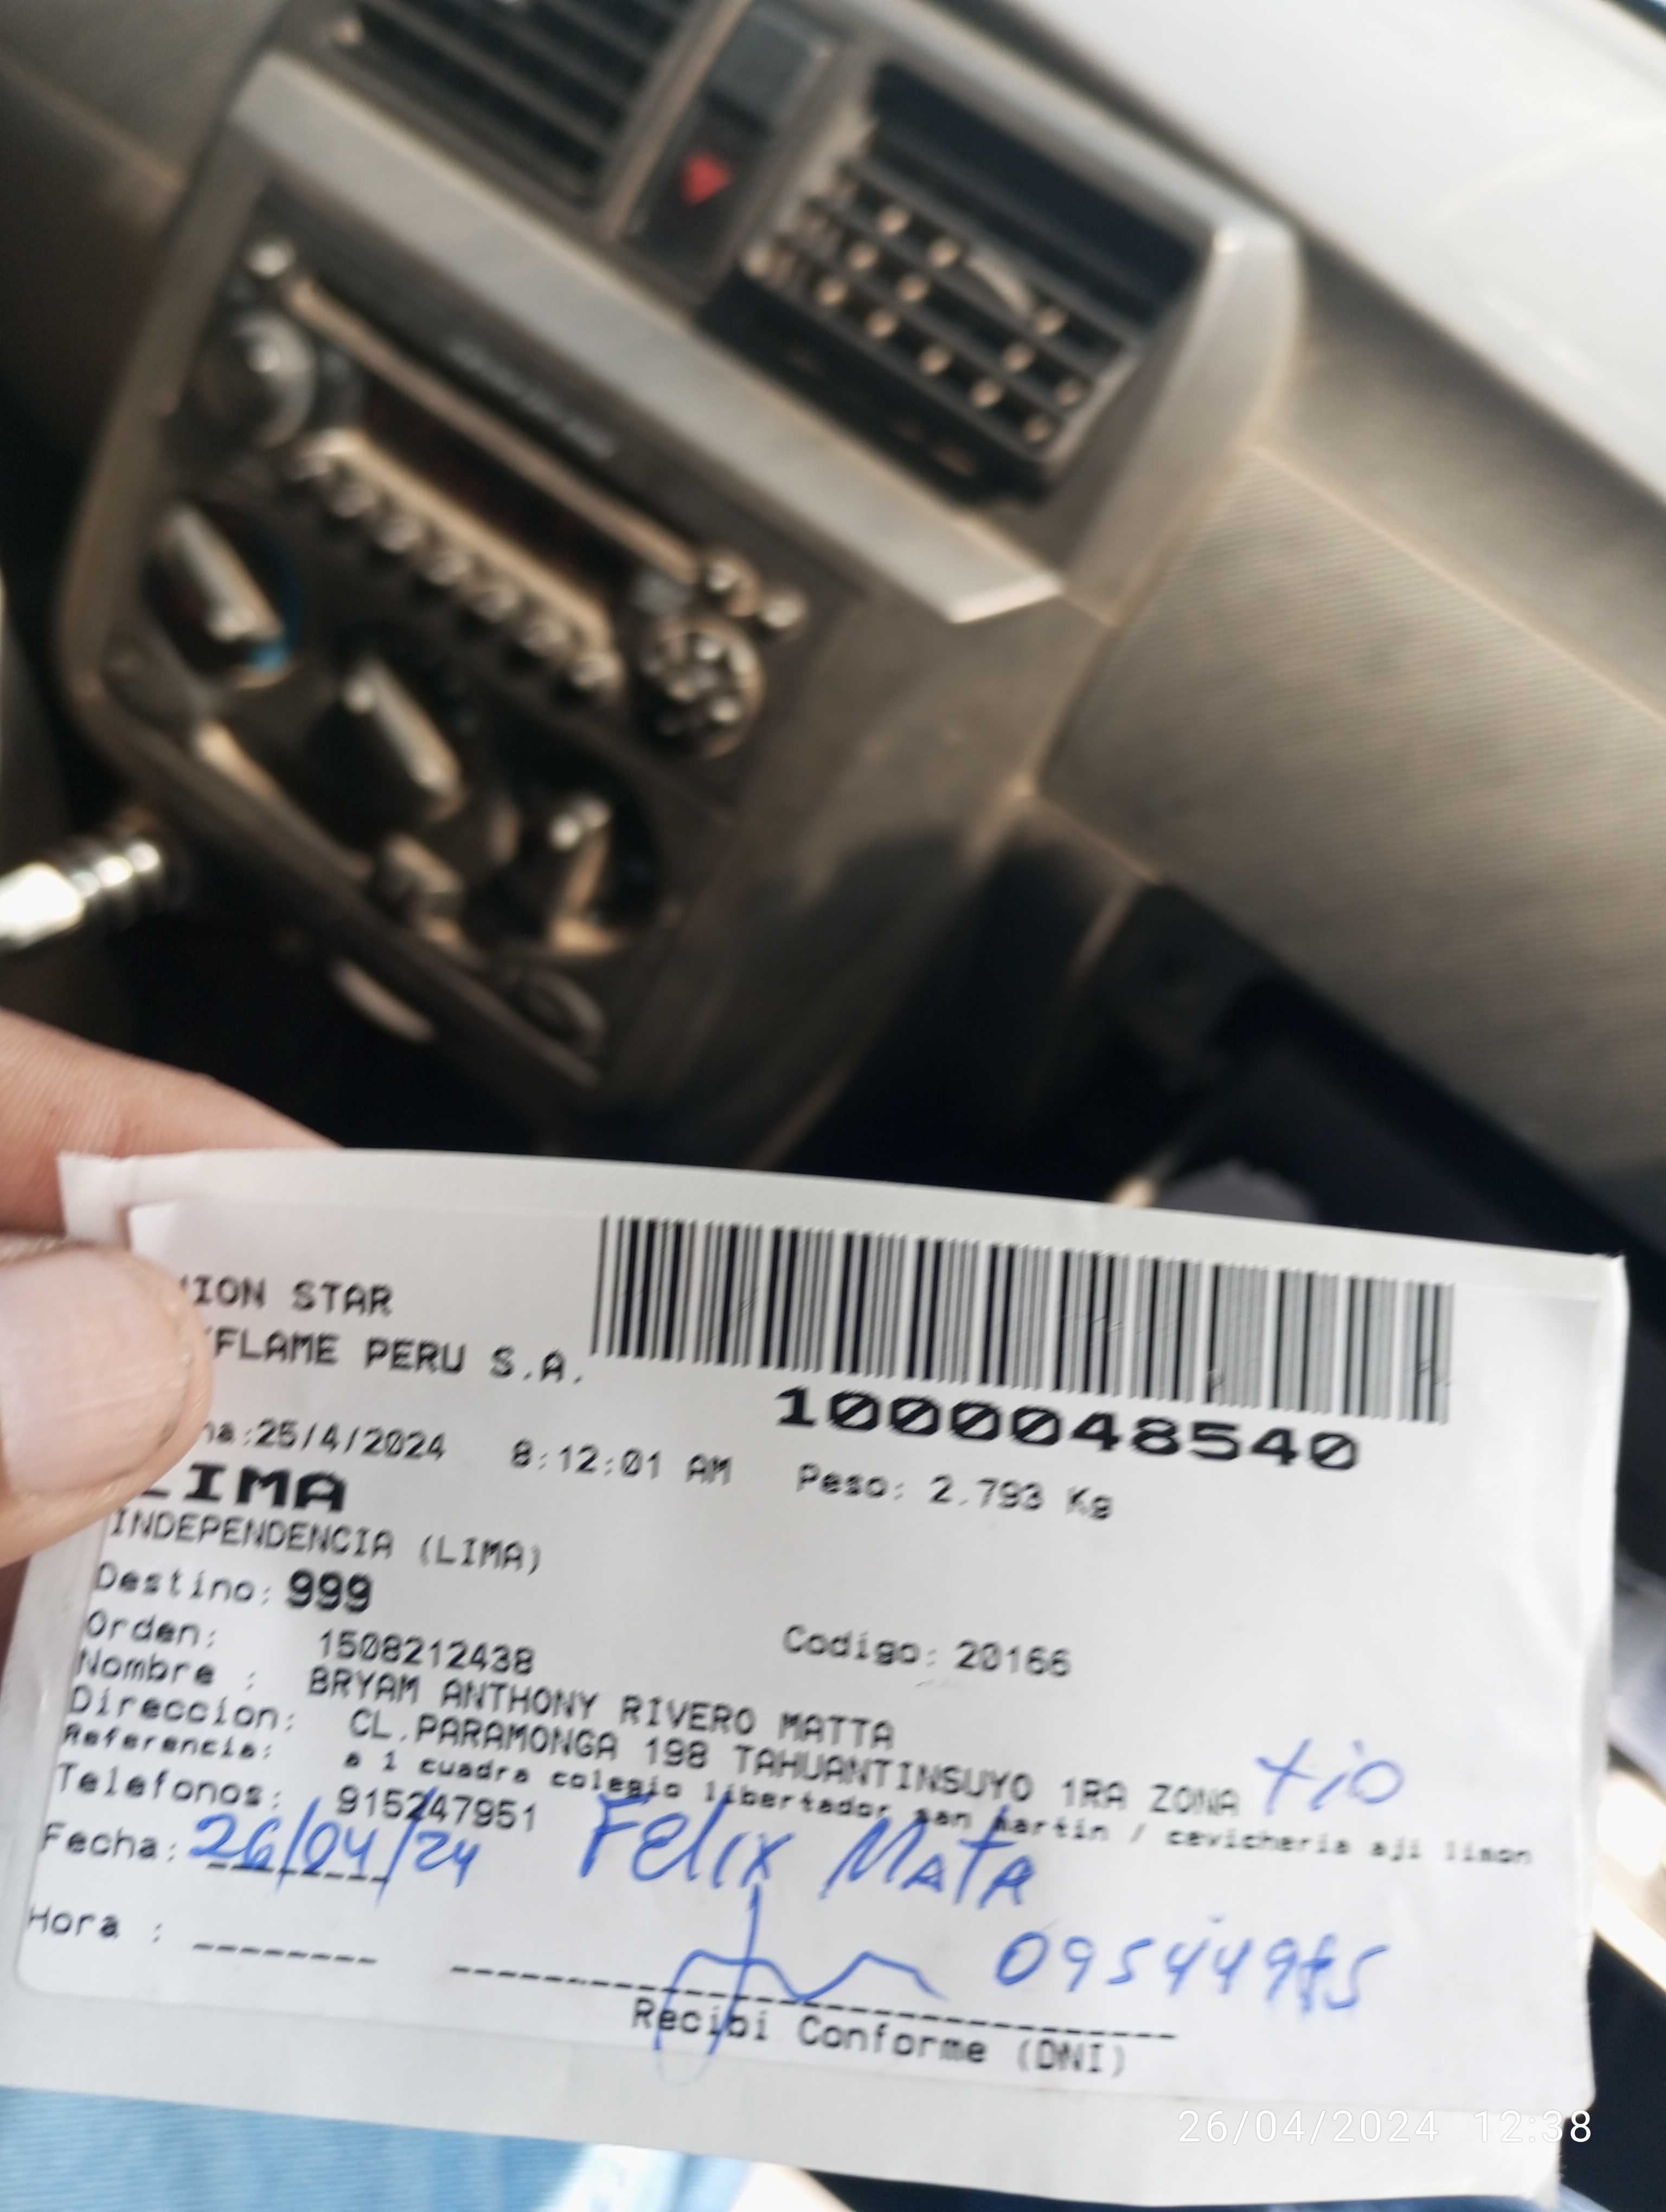 ION STAR
FLAME PERU S.A.
1000048540
na:25/4/2024 8:12:01 AM Peso: 2.793 Kg
LIMA
INDEPENDENCIA (LIMA)
Destino: 999
Orden: 1508212438 Codigo: 20166
Nombre : BRYAM ANTHONY RIVERO MATTA
Direccion: CL.PARAMONGA 198 TAHUANTINSUYO 1RA ZONA tio
Referencia: a 1 cuadra colegio libertador san martin / cevicheria aji limon
Telefonos: 915247951
Fecha: 26/04/24 Felix Mata
Hora :
Recibi Conforme (DNI)
26/04/2024 12:38